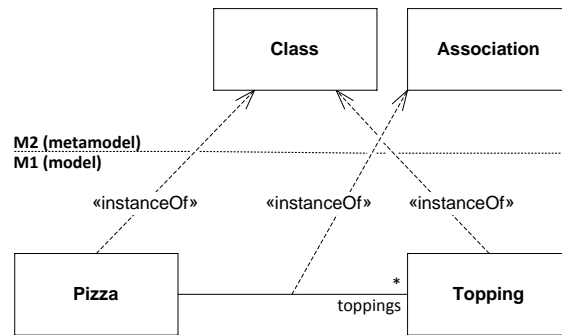 Class
Association
M2 (metamodel)
M1 (model)
«instanceOf»
«instanceOf»
«instanceOf»
Pizza
*
toppings
Topping